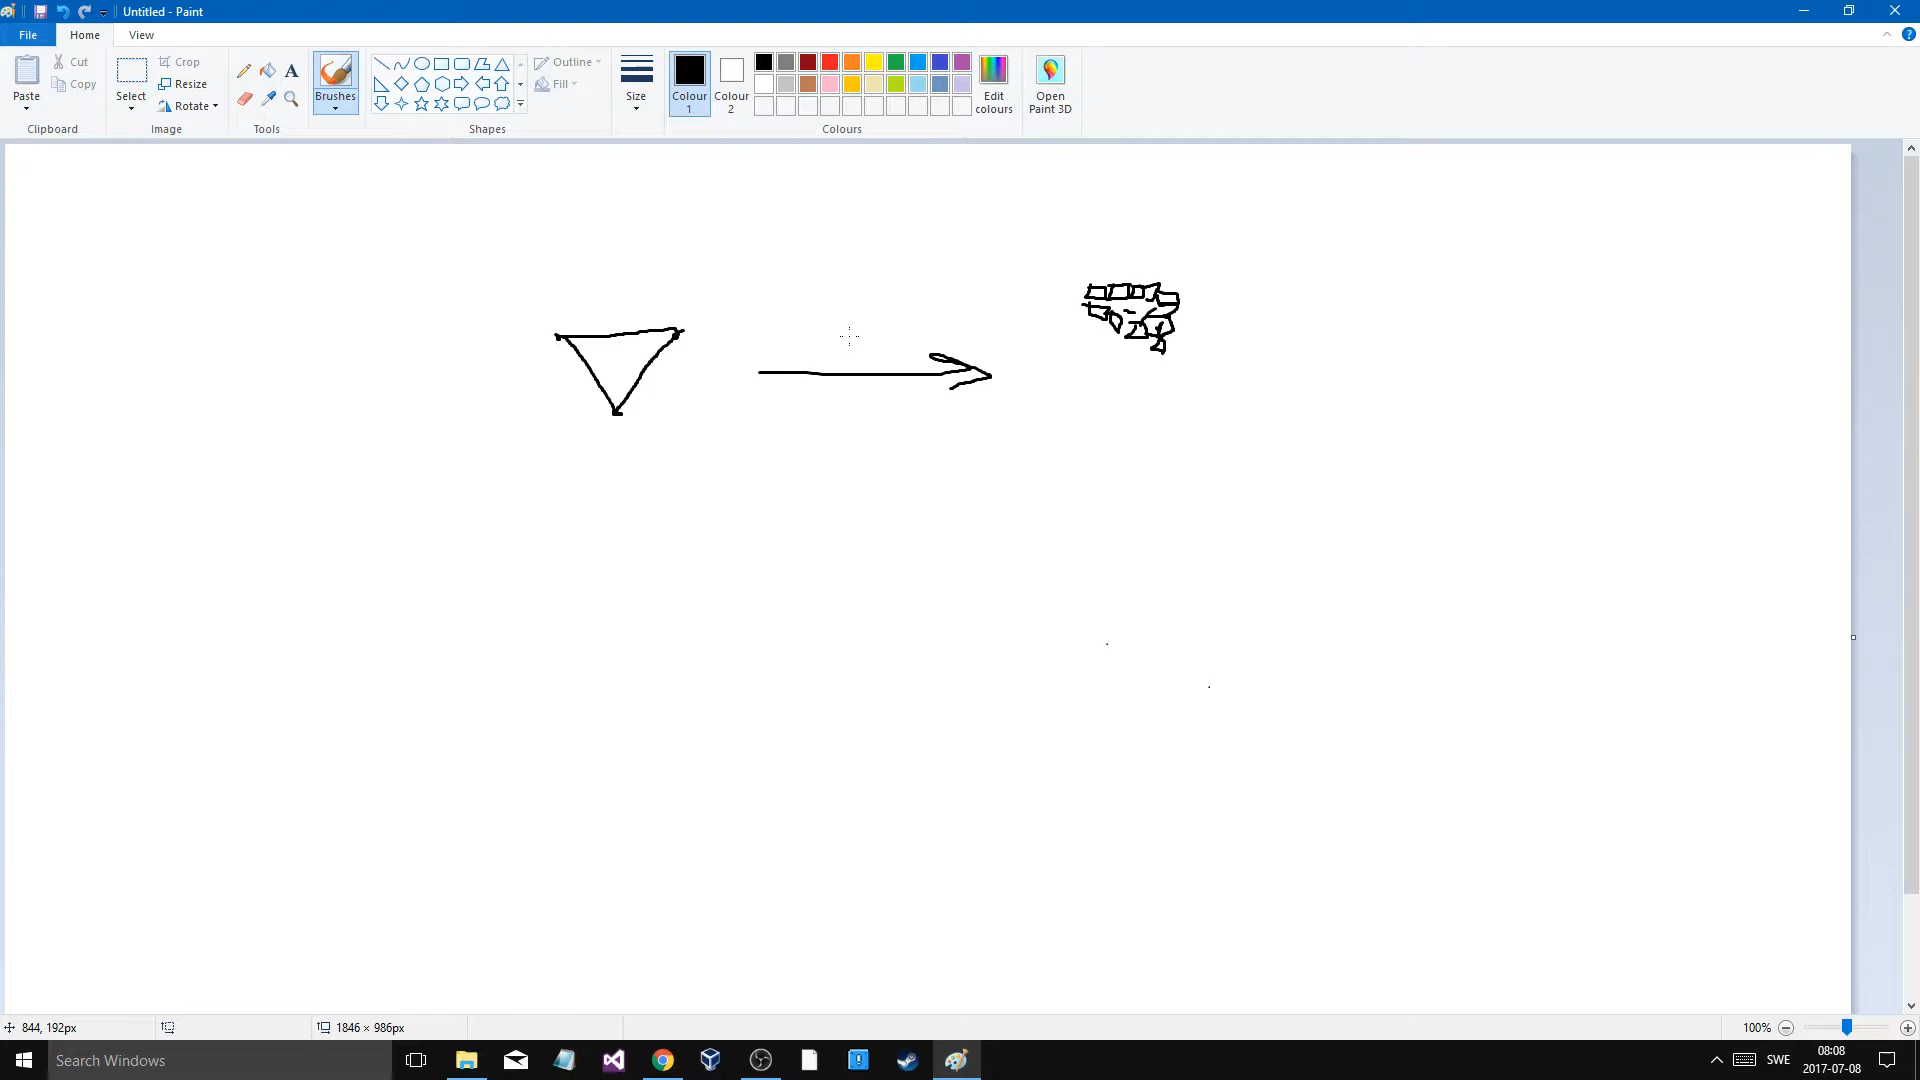 Untitled - Paint
File Home View
Paste
Cut
Copy
Clipboard
Select
Crop
Resize
Rotate
Image
A
Tools
Brushes
Shapes
Outline
Fill
Size
Colour 1
Colour 2
Colours
Edit colours
Open Paint 3D
844, 192px
1846 × 986px
100%
Search Windows
SWE
08:08
2017-07-08